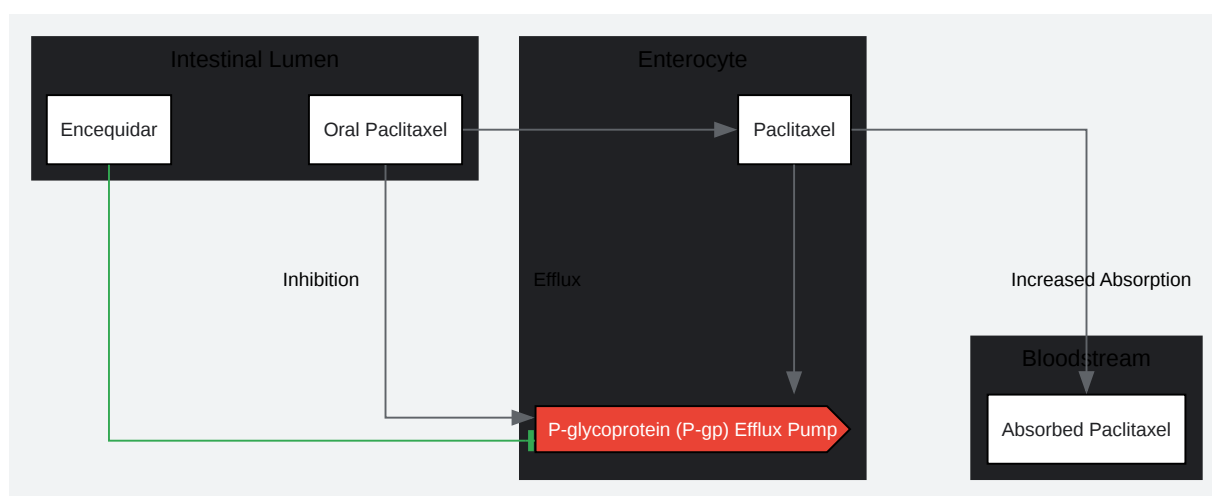 Intestinal Lumen
Enterocyte
Encequidar
Oral Paclitaxel
Paclitaxel
Inhibition
Efflux
Increased Absorption
Bloodstream
P-glycoprotein (P-gp) Efflux Pump
Absorbed Paclitaxel